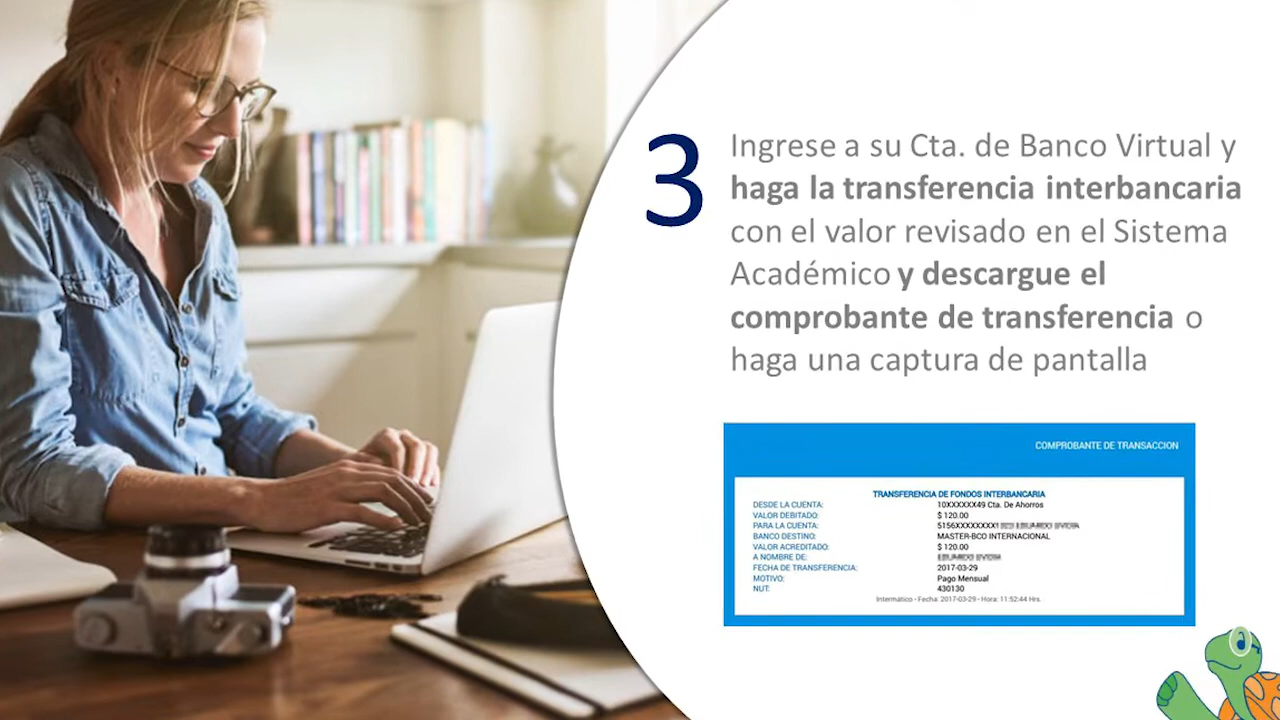 3
Ingrese a su Cta. de Banco Virtual y
haga la transferencia interbancaria
con el valor revisado en el Sistema
Académico y descargue el
comprobante de transferencia o
haga una captura de pantalla
COMPROBANTE DE TRANSACCION
TRANSFERENCIA DE FONDOS INTERBANCARIA
DESDE LA CUENTA: 10XXXXXX49 Cta. De Ahorros
VALOR DEBITADO: $ 120.00
PARA LA CUENTA: 5156XXXXXXXX1
BANCO DESTINO: MASTER-BCO INTERNACIONAL
VALOR ACREDITADO: $ 120.00
A NOMBRE DE:
FECHA DE TRANSFERENCIA: 2017-03-29
MOTIVO: Pago Mensual
NUT: 430130
Intermático - Fecha: 2017-03-29 - Hora: 11:52:44 Hrs.